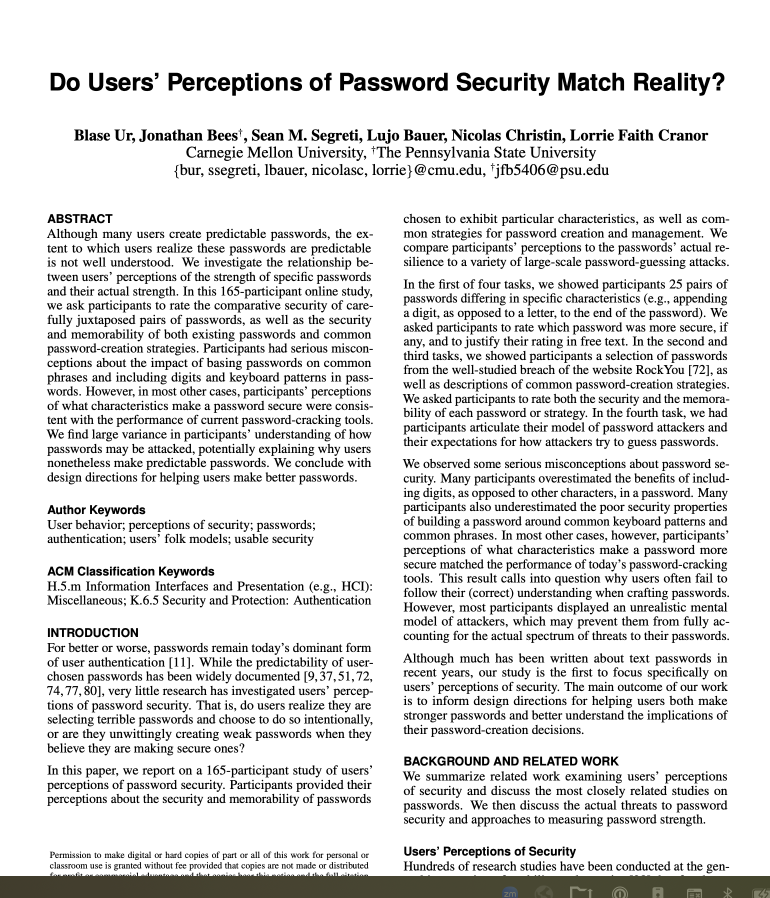 Do Users' Perceptions of Password Security Match Reality?
Blase Ur, Jonathan Bees†, Sean M. Segreti, Lujo Bauer, Nicolas Christin, Lorrie Faith Cranor
Carnegie Mellon University, †The Pennsylvania State University
{bur, ssegreti, lbauer, nicolasc, lorrie}@cmu.edu, †jfb5406@psu.edu
ABSTRACT
Although many users create predictable passwords, the ex-
tent to which users realize these passwords are predictable
is not well understood. We investigate the relationship be-
tween users' perceptions of the strength of specific passwords
and their actual strength. In this 165-participant online study,
we ask participants to rate the comparative security of care-
fully juxtaposed pairs of passwords, as well as the security
and memorability of both existing passwords and common
password-creation strategies. Participants had serious miscon-
ceptions about the impact of basing passwords on common
phrases and including digits and keyboard patterns in pass-
words. However, in most other cases, participants' perceptions
of what characteristics make a password secure were consis-
tent with the performance of current password-cracking tools.
We find large variance in participants' understanding of how
passwords may be attacked, potentially explaining why users
nonetheless make predictable passwords. We conclude with
design directions for helping users make better passwords.
Author Keywords
User behavior; perceptions of security; passwords;
authentication; users' folk models; usable security
ACM Classification Keywords
H.5.m Information Interfaces and Presentation (e.g., HCI):
Miscellaneous; K.6.5 Security and Protection: Authentication
INTRODUCTION
For better or worse, passwords remain today's dominant form
of user authentication [11]. While the predictability of user-
chosen passwords has been widely documented [9,37,51,72,
74,77,80], very little research has investigated users' percep-
tions of password security. That is, do users realize they are
selecting terrible passwords and choose to do so intentionally,
or are they unwittingly creating weak passwords when they
believe they are making secure ones?
In this paper, we report on a 165-participant study of users'
perceptions of password security. Participants provided their
perceptions about the security and memorability of passwords
Permission to make digital or hard copies of part or all of this work for personal or
classroom use is granted without fee provided that copies are not made or distributed
chosen to exhibit particular characteristics, as well as com-
mon strategies for password creation and management. We
compare participants' perceptions to the passwords' actual re-
silience to a variety of large-scale password-guessing attacks.
In the first of four tasks, we showed participants 25 pairs of
passwords differing in specific characteristics (e.g., appending
a digit, as opposed to a letter, to the end of the password). We
asked participants to rate which password was more secure, if
any, and to justify their rating in free text. In the second and
third tasks, we showed participants a selection of passwords
from the well-studied breach of the website RockYou [72], as
well as descriptions of common password-creation strategies.
We asked participants to rate both the security and the memora-
bility of each password or strategy. In the fourth task, we had
participants articulate their model of password attackers and
their expectations for how attackers try to guess passwords.
We observed some serious misconceptions about password se-
curity. Many participants overestimated the benefits of includ-
ing digits, as opposed to other characters, in a password. Many
participants also underestimated the poor security properties
of building a password around common keyboard patterns and
common phrases. In most other cases, however, participants'
perceptions of what characteristics make a password more
secure matched the performance of today's password-cracking
tools. This result calls into question why users often fail to
follow their (correct) understanding when crafting passwords.
However, most participants displayed an unrealistic mental
model of attackers, which may prevent them from fully ac-
counting for the actual spectrum of threats to their passwords.
Although much has been written about text passwords in
recent years, our study is the first to focus specifically on
users' perceptions of security. The main outcome of our work
is to inform design directions for helping users both make
stronger passwords and better understand the implications of
their password-creation decisions.
BACKGROUND AND RELATED WORK
We summarize related work examining users' perceptions
of security and discuss the most closely related studies on
passwords. We then discuss the actual threats to password
security and approaches to measuring password strength.
Users' Perceptions of Security
Hundreds of research studies have been conducted at the gen-
zm